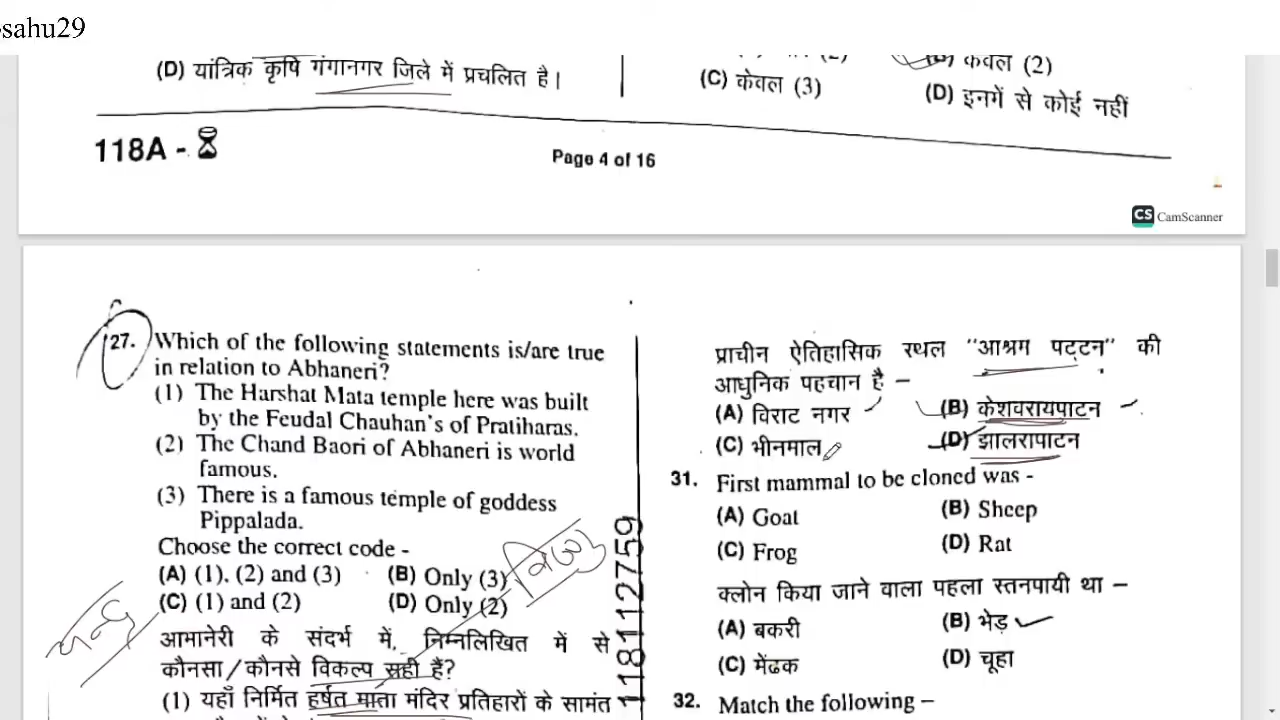 sahu29
(D) यांत्रिक कृषि गंगानगर जिले में प्रचलित है।
केवल (2)
(C) केवल (3)
(D) इनमें से कोई नहीं
118A -
Page 4 of 16
CS CamScanner
27. Which of the following statements is/are true
in relation to Abhaneri?
(1) The Harshat Mata temple here was built
by the Feudal Chauhan's of Pratiharas.
(2) The Chand Baori of Abhaneri is world
famous.
(3) There is a famous temple of goddess
Pippalada.
Choose the correct code -
(A) (1), (2) and (3) (B) Only (3)
(C) (1) and (2) (D) Only (2)
आमानेरी के संदर्भ में, निम्नलिखित में से
कौनसा/कौनसे विकल्प सही हैं?
(1) यहाँ निर्मित हर्षत माता मंदिर प्रतिहारों के सामंत
118112759
प्राचीन ऐतिहासिक स्थल "आश्रम पट्टन" की
आधुनिक पहचान है –
(A) विराट नगर (B) केशवरायपाटन
(C) भीनमाल (D) झालरापाटन
31. First mammal to be cloned was -
(A) Goat (B) Sheep
(C) Frog (D) Rat
क्लोन किया जाने वाला पहला स्तनपायी था –
(A) बकरी (B) भेड़
(C) मेंढक (D) चूहा
32. Match the following –